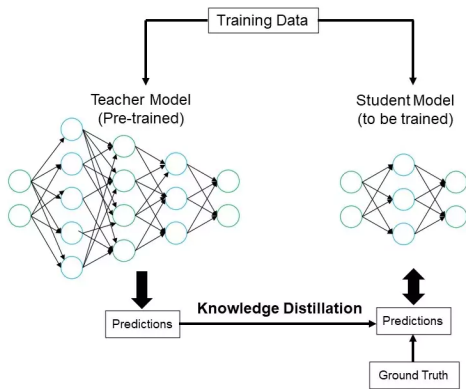 Training Data
Teacher Model
(Pre-trained)
Student Model
(to be trained)
Knowledge Distillation
Predictions
Predictions
Ground Truth